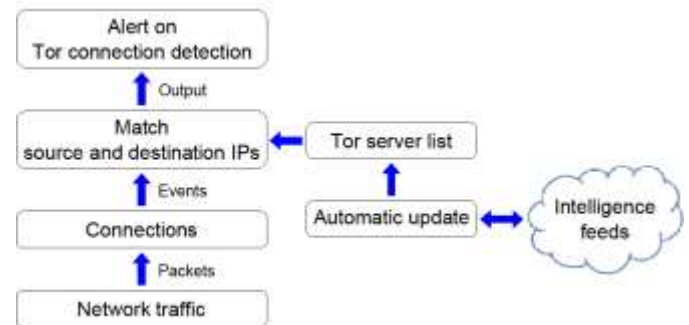 Alert on
Tor connection detection
Output
Match
source and destination IPs
Tor server list
Events
Automatic update
Intelligence
feeds
Connections
Packets
Network traffic